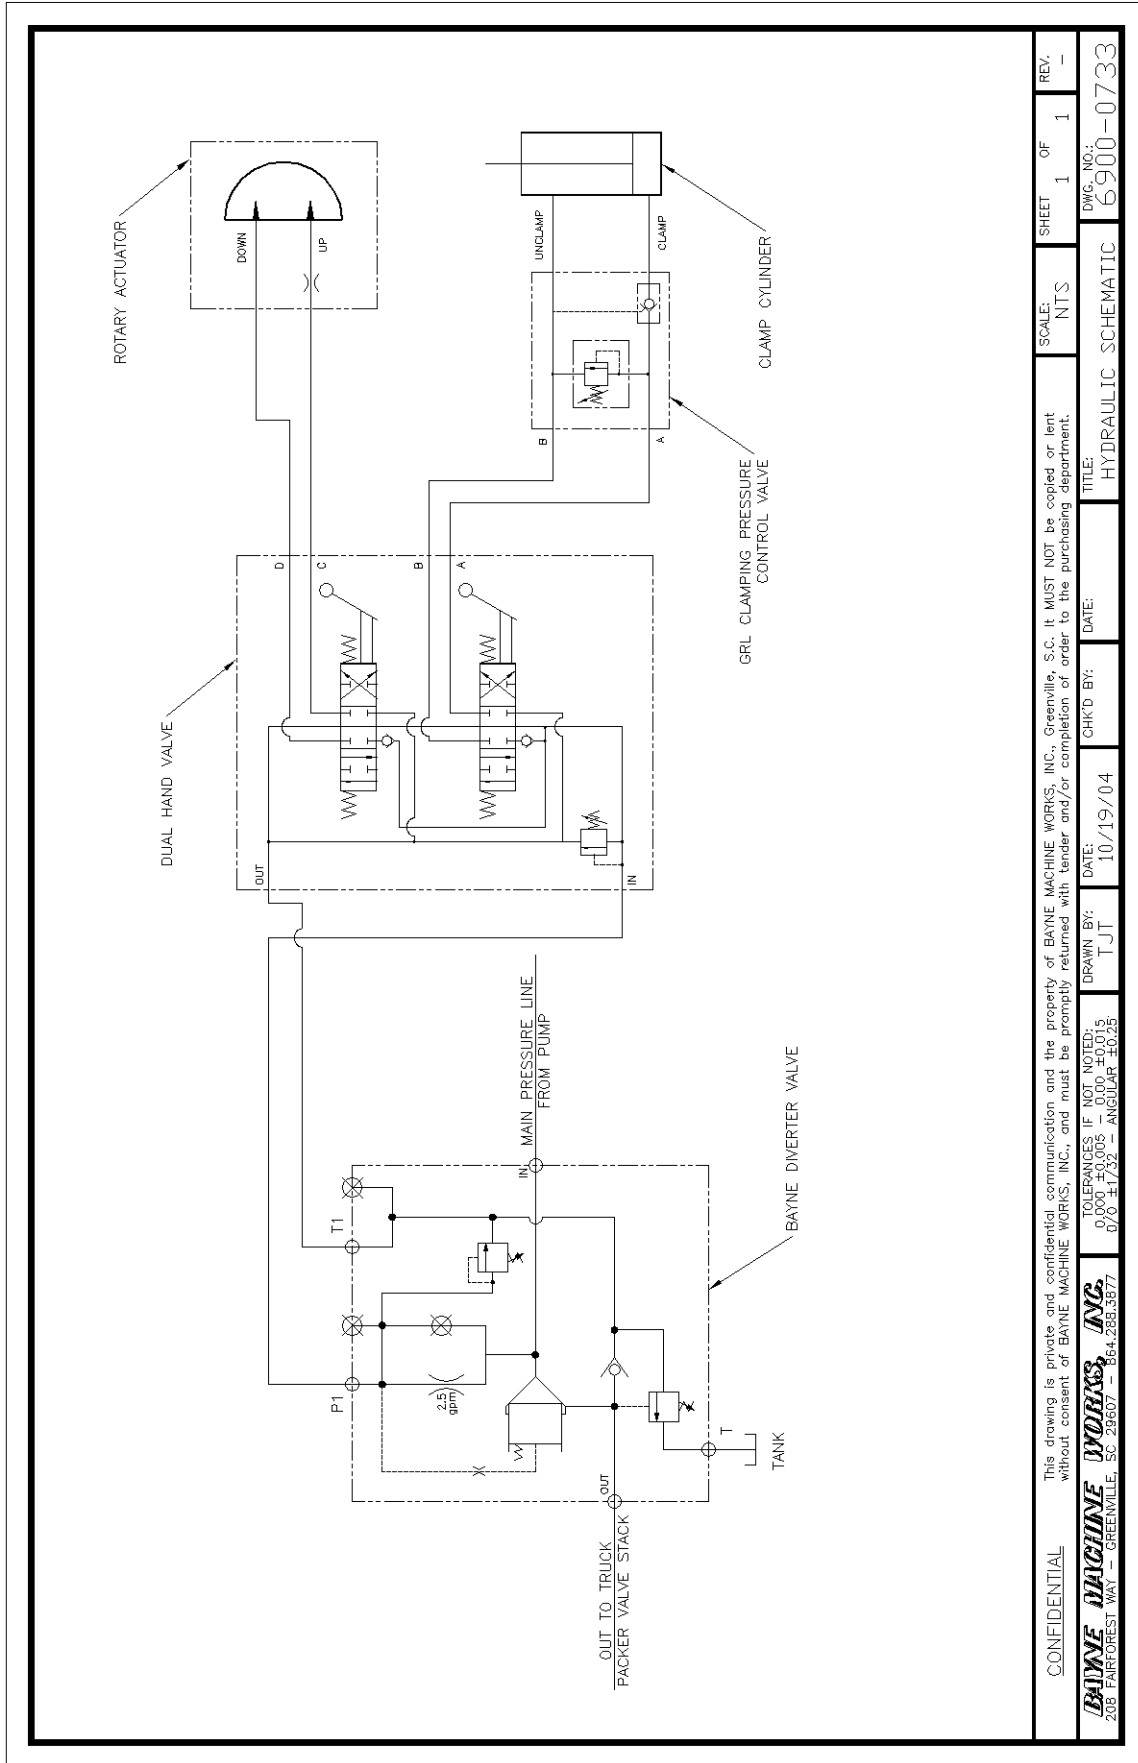 ROTARY ACTUATOR
DOWN
UP
UNCLAMP
CLAMP
CLAMP CYLINDER
B
A
GRL CLAMPING PRESSURE
CONTROL VALVE
DUAL HAND VALVE
D
C
B
A
OUT
IN
MAIN PRESSURE LINE
FROM PUMP
IN
T1
P1
2.5
gpm
BAYNE DIVERTER VALVE
T
TANK
OUT
OUT TO TRUCK
PACKER VALVE STACK
CONFIDENTIAL
This drawing is private and confidential communication and the property of BAYNE MACHINE WORKS, INC., Greenville, S.C. It MUST NOT be copied or lent
without consent of BAYNE MACHINE WORKS, INC., and must be promptly returned with tender and/or completion of order to the purchasing department.
SCALE:
NTS
SHEET 1 OF 1
REV.
-
BAYNE MACHINE WORKS, INC.
208 FAIRFOREST WAY - GREENVILLE, SC 29607 - 864.288.3877
TOLERANCES IF NOT NOTED:
0.000 ±0.005 - 0.00 ±0.015
0/0 ±1/32 - ANGULAR ±0.25
DRAWN BY:
TJT
DATE:
10/19/04
CHK'D BY:
DATE:
TITLE:
HYDRAULIC SCHEMATIC
DWG. NO.:
6900-0733